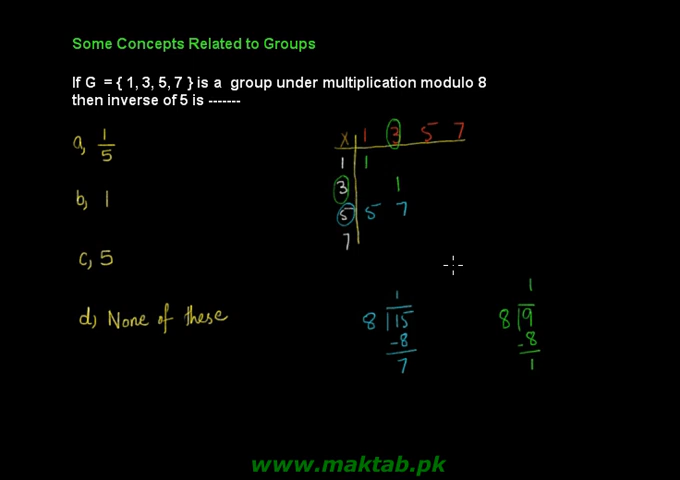 Some Concepts Related to Groups
If G = { 1, 3, 5, 7 } is a group under multiplication modulo 8
then inverse of 5 is -------
a, 1/5
b, 1
c, 5
d) None of these
x 1 3 5 7
1 1
3 1
5 5 7
7
1
8 15
-8
7
1
8 9
-8
1
www.maktab.pk